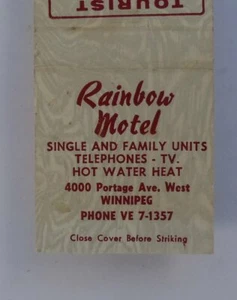 TOURIST
Rainbow
Motel
SINGLE AND FAMILY UNITS
TELEPHONES - TV.
HOT WATER HEAT
4000 Portage Ave. West
WINNIPEG
PHONE VE 7-1357
Close Cover Before Striking